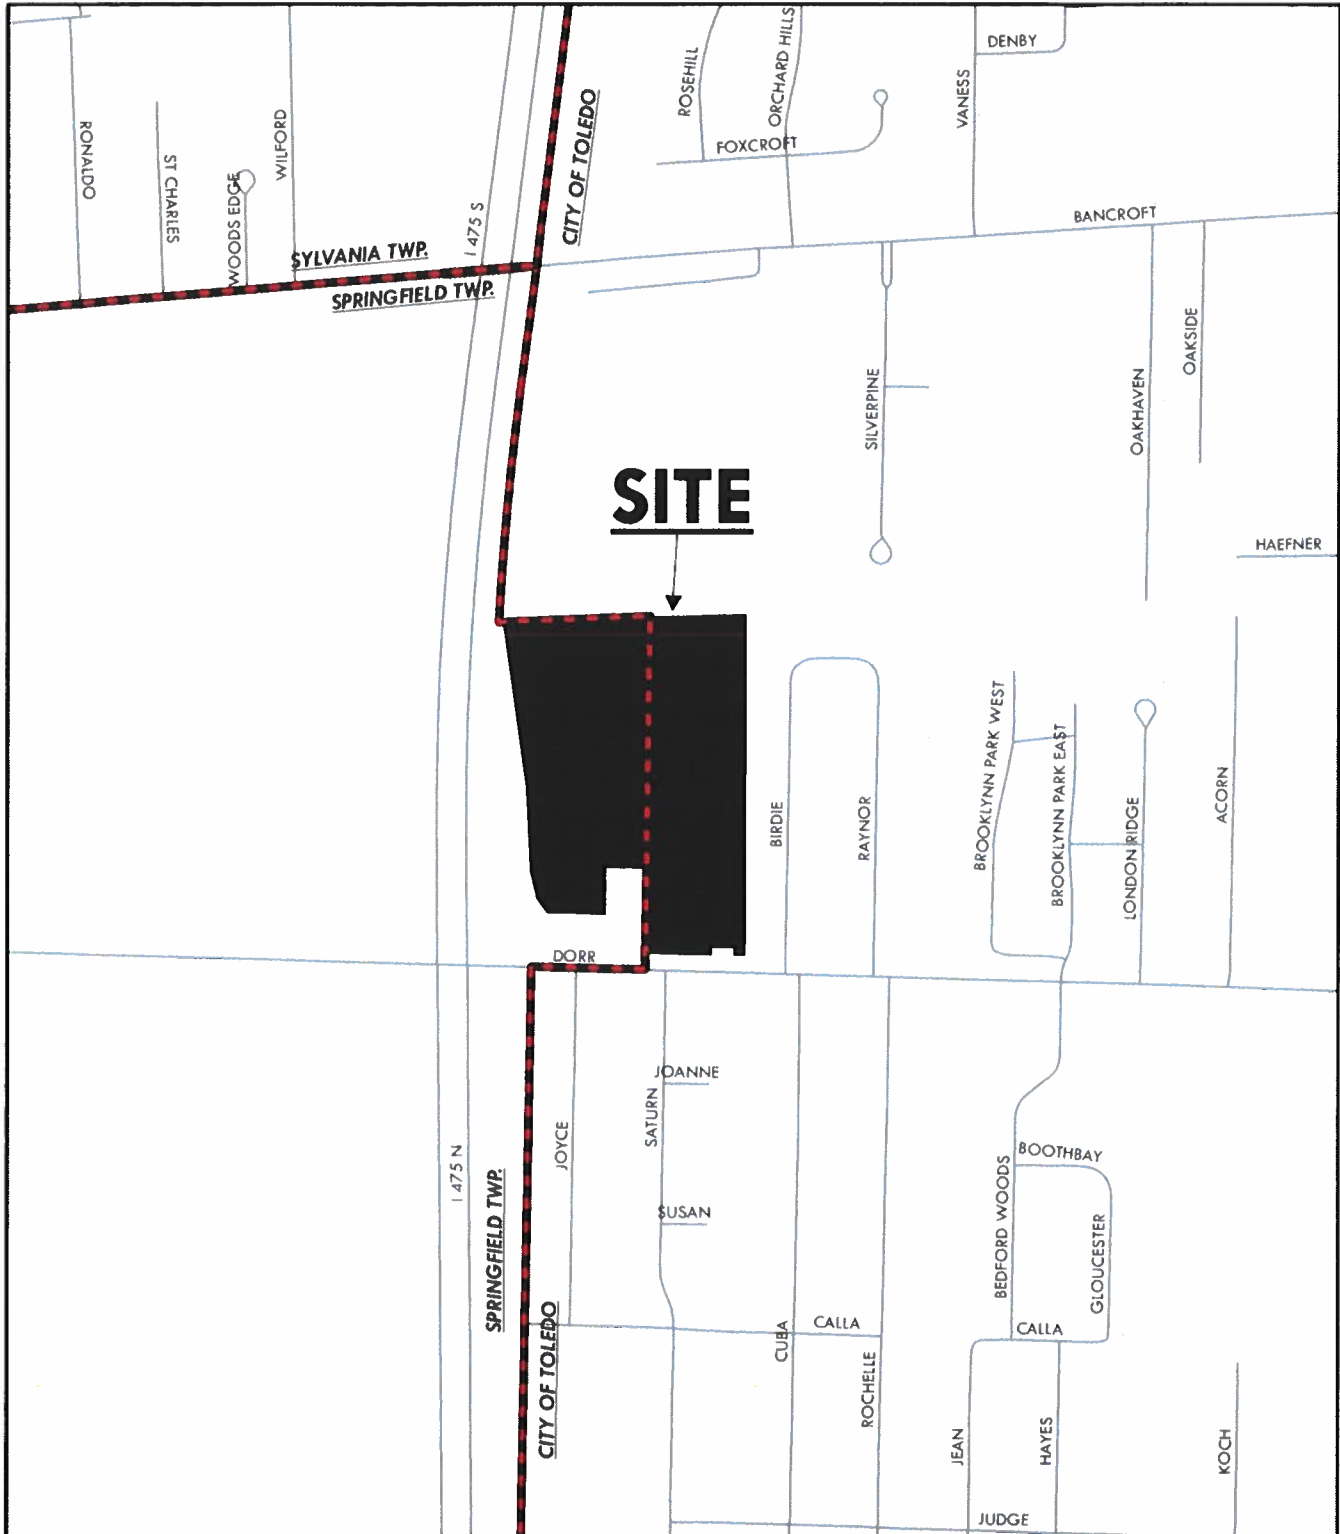 DENBY
ROSEHILL
ORCHARD HILLS
VANESS
FOXCROFT
RONALDO
ST CHARLES
WOODS EDGE
WILFORD
I 475 S
CITY OF TOLEDO
BANCROFT
SYLVANIA TWP.
SPRINGFIELD TWP.
SILVERPINE
OAKHAVEN
OAKSIDE
SITE
HAEFNER
BIRDIE
RAYNOR
BROOKLYNN PARK WEST
BROOKLYNN PARK EAST
LONDON RIDGE
ACORN
DORR
JOANNE
SATURN
JOYCE
I 475 N
SPRINGFIELD TWP.
SUSAN
BOOTHBAY
BEDFORD WOODS
GLOUCESTER
CITY OF TOLEDO
CUBA
CALLA
CALLA
ROCHELLE
JEAN
HAYES
KOCH
JUDGE